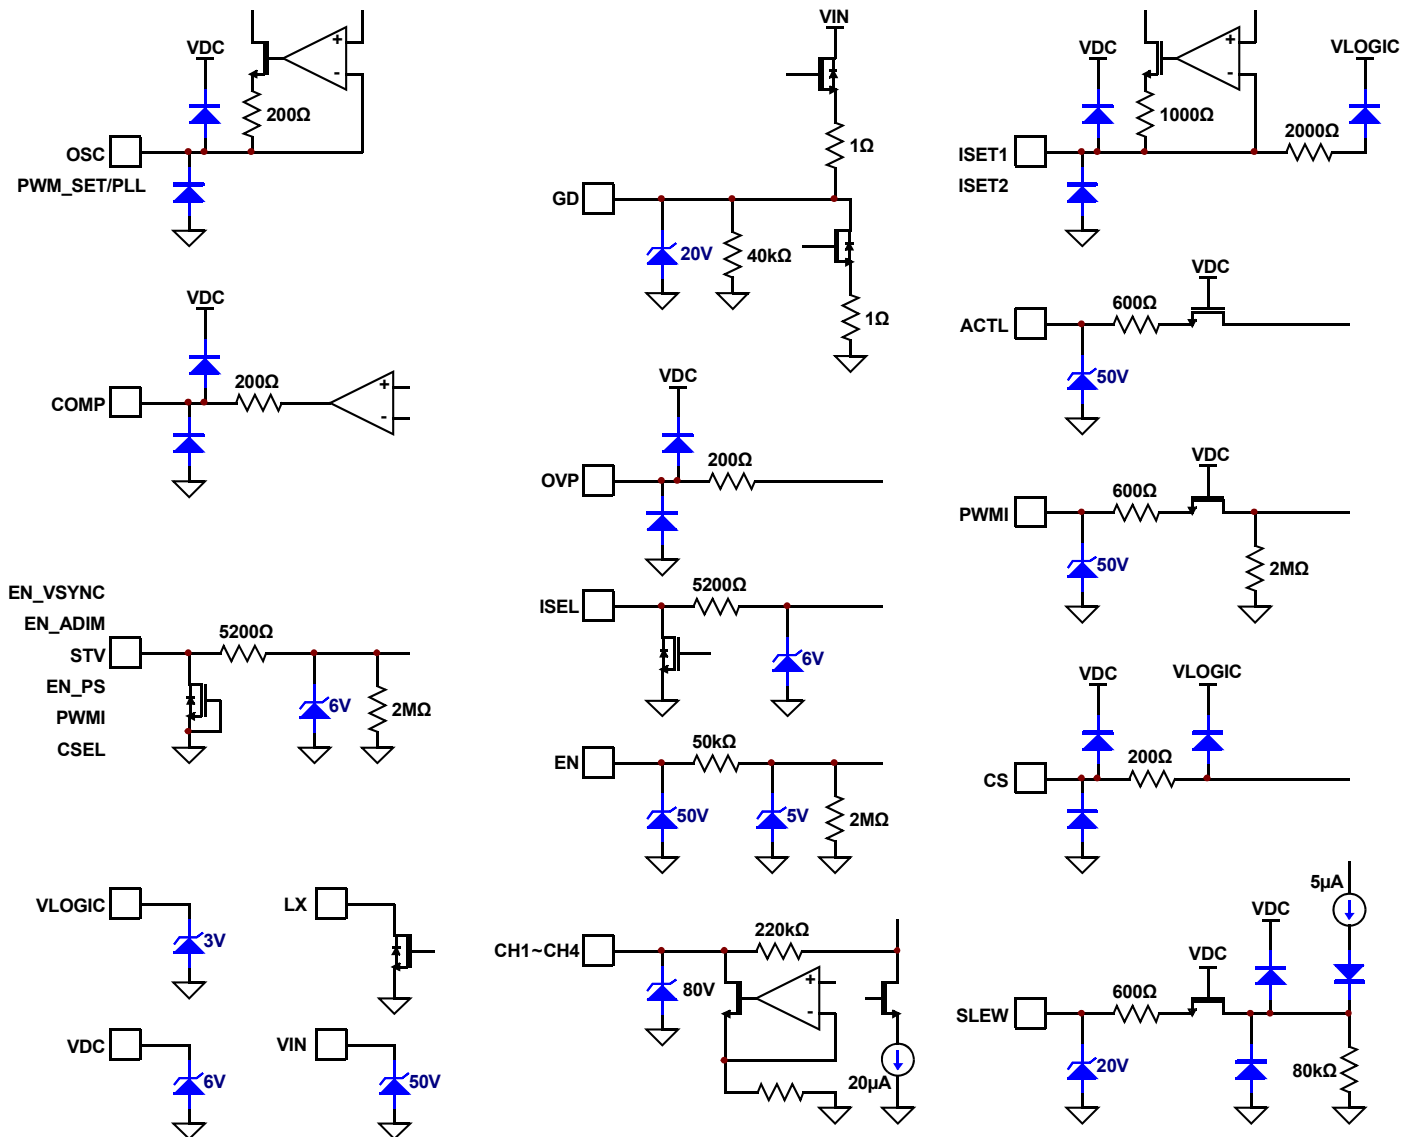 VDC
+
-
200Ω
OSC
PWM_SET/PLL
VDC
COMP
200Ω
+
-
EN_VSYNC
EN_ADIM
STV
EN_PS
PWMI
CSEL
5200Ω
6V
2MΩ
VLOGIC
3V
LX
VDC
6V
VIN
50V
VIN
1Ω
GD
20V
40kΩ
1Ω
VDC
OVP
200Ω
ISEL
5200Ω
6V
EN
50kΩ
50V
5V
2MΩ
CH1~CH4
220kΩ
80V
+
-
20µA
VDC
+
-
VLOGIC
1000Ω
2000Ω
ISET1
ISET2
VDC
ACTL
600Ω
50V
VDC
PWMI
600Ω
50V
2MΩ
VDC
VLOGIC
CS
200Ω
5µA
VDC
VDC
SLEW
600Ω
20V
80kΩ